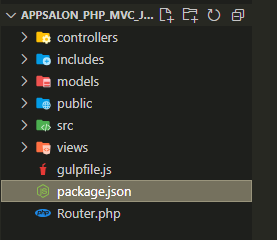 APPSALON_PHP_MVC_J...
controllers
includes
models
public
src
views
gulpfile.js
package.json
Router.php